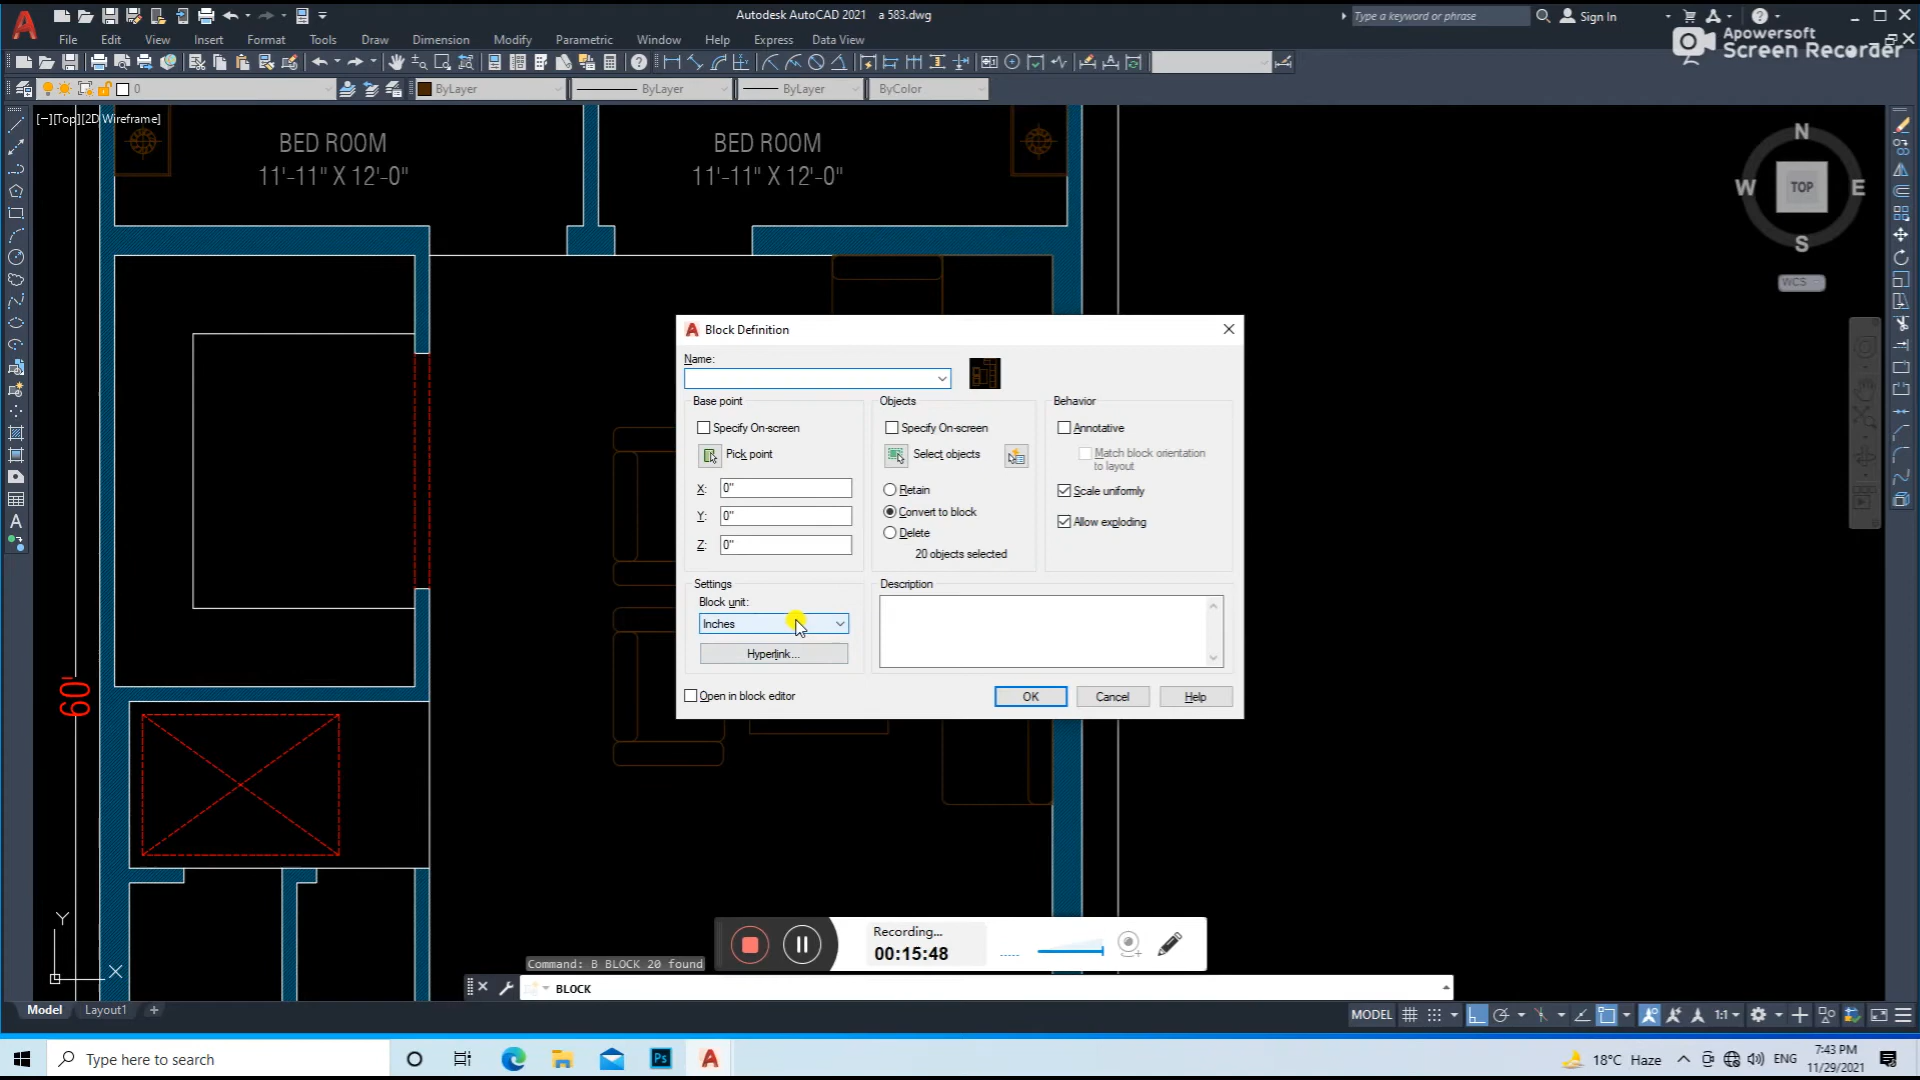 Autodesk AutoCAD 2021 a 583.dwg
Type a keyword or phrase
Sign In
File Edit View Insert Format Tools Draw Dimension Modify Parametric Window Help Express Data View
Apowersoft
Screen Recorder
0
ByLayer
ByLayer
ByLayer
ByColor
[−][Top][2D Wireframe]
BED ROOM
11'-11" X 12'-0"
BED ROOM
11'-11" X 12'-0"
N
W
TOP
E
S
WCS
Block Definition
Name:
Base point
Specify On-screen
Pick point
X: 0"
Y: 0"
Z: 0"
Objects
Specify On-screen
Select objects
Retain
Convert to block
Delete
20 objects selected
Behavior
Annotative
Match block orientation
to layout
Scale uniformly
Allow exploding
Settings
Block unit:
Inches
Hyperlink...
Description
Open in block editor
OK
Cancel
Help
60'
Y
X
Recording...
00:15:48
Command: B BLOCK 20 found
BLOCK
Model
Layout1
MODEL
1:1
Type here to search
Ps
18°C Haze
ENG
7:43 PM
11/29/2021